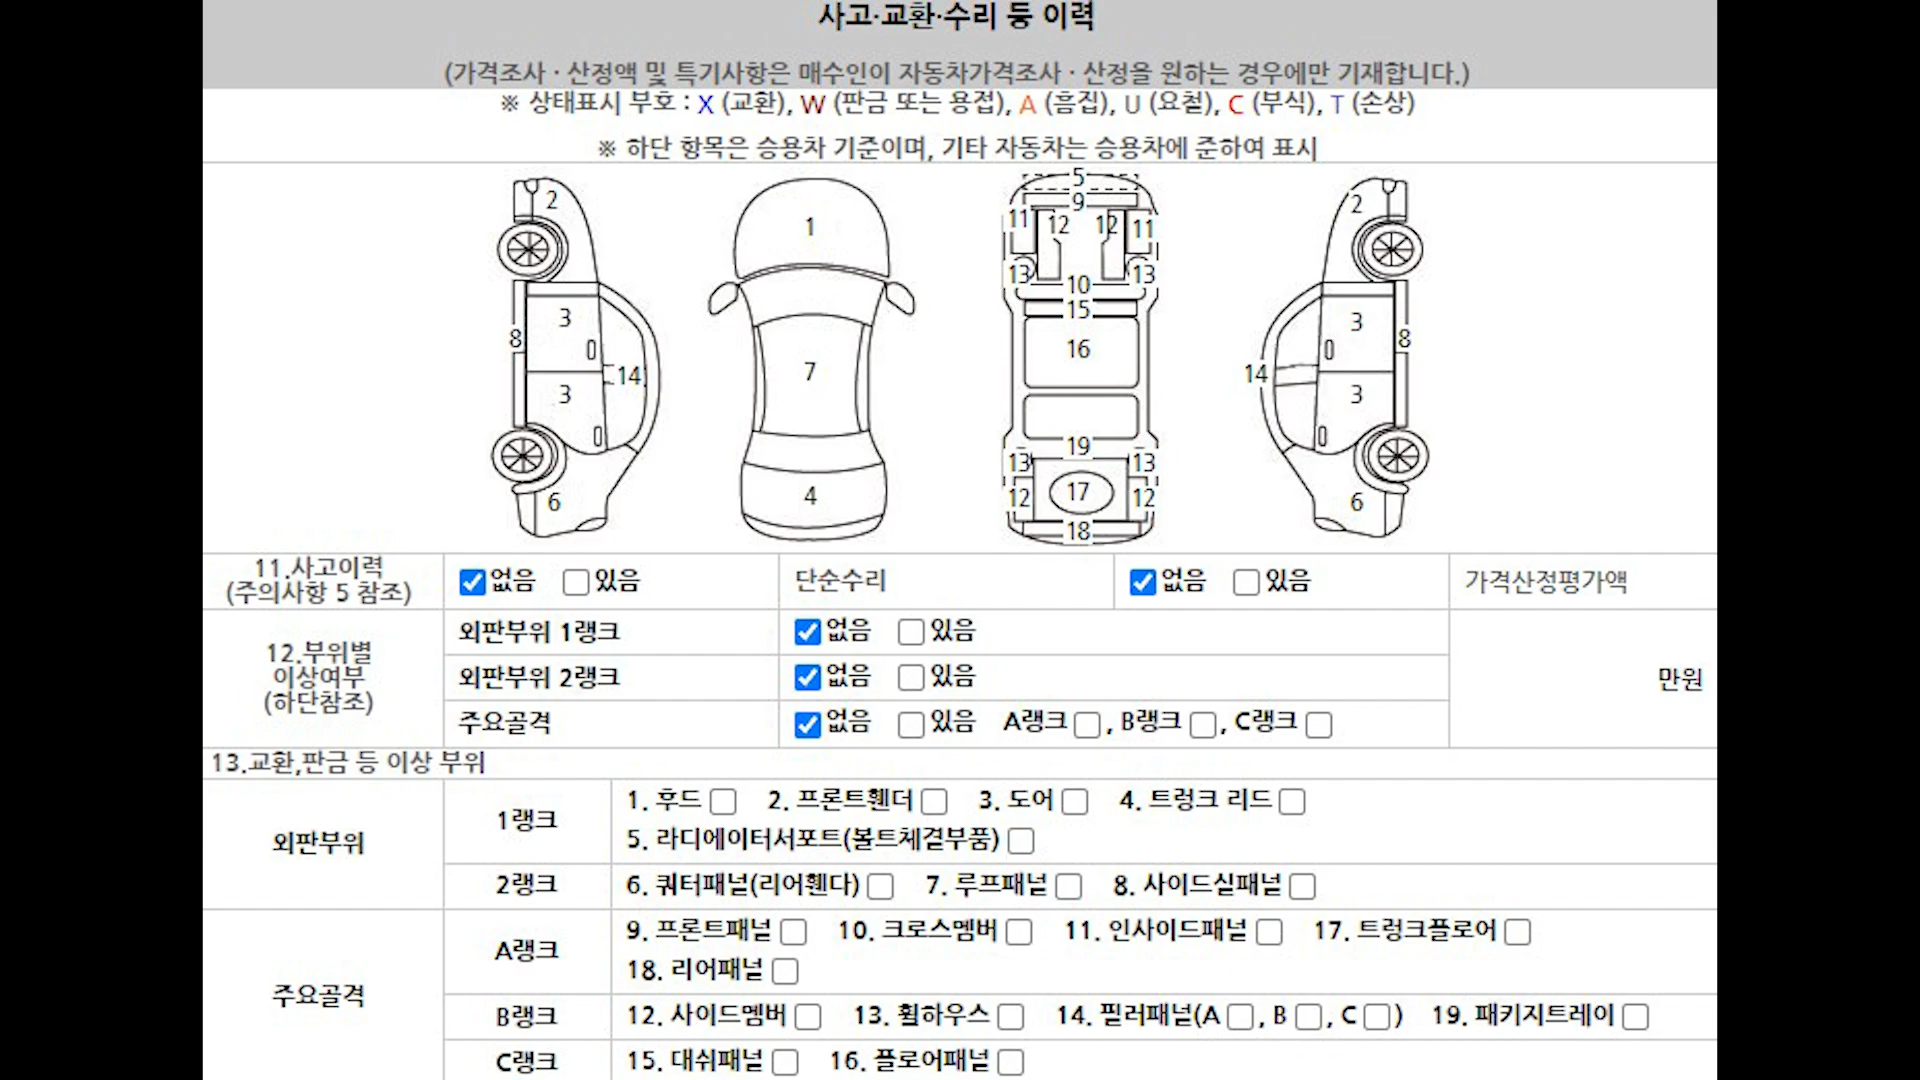 사고·교환·수리 등 이력
(가격조사 · 산정액 및 특기사항은 매수인이 자동차가격조사 · 산정을 원하는 경우에만 기재합니다.)
※ 상태표시 부호 : X (교환), W (판금 또는 용접), A (흠집), U (요철), C (부식), T (손상)
※ 하단 항목은 승용차 기준이며, 기타 자동차는 승용차에 준하여 표시
2
3
8
3
14
6
1
7
4
5
9
11 12 12 11
13 13
10
15
16
19
13 13
12 17 12
18
2
3
8
14
3
6
11.사고이력
(주의사항 5 참조)
없음 있음
단순수리
없음 있음
가격산정평가액
12.부위별
이상여부
(하단참조)
외판부위 1랭크
없음 있음
외판부위 2랭크
없음 있음
주요골격
없음 있음 A랭크 , B랭크 , C랭크
만원
13.교환,판금 등 이상 부위
외판부위
1랭크
1. 후드 2. 프론트휀더 3. 도어 4. 트렁크 리드
5. 라디에이터서포트(볼트체결부품)
2랭크
6. 쿼터패널(리어휀다) 7. 루프패널 8. 사이드실패널
주요골격
A랭크
9. 프론트패널 10. 크로스멤버 11. 인사이드패널 17. 트렁크플로어
18. 리어패널
B랭크
12. 사이드멤버 13. 휠하우스 14. 필러패널(A , B , C ) 19. 패키지트레이
C랭크
15. 대쉬패널 16. 플로어패널